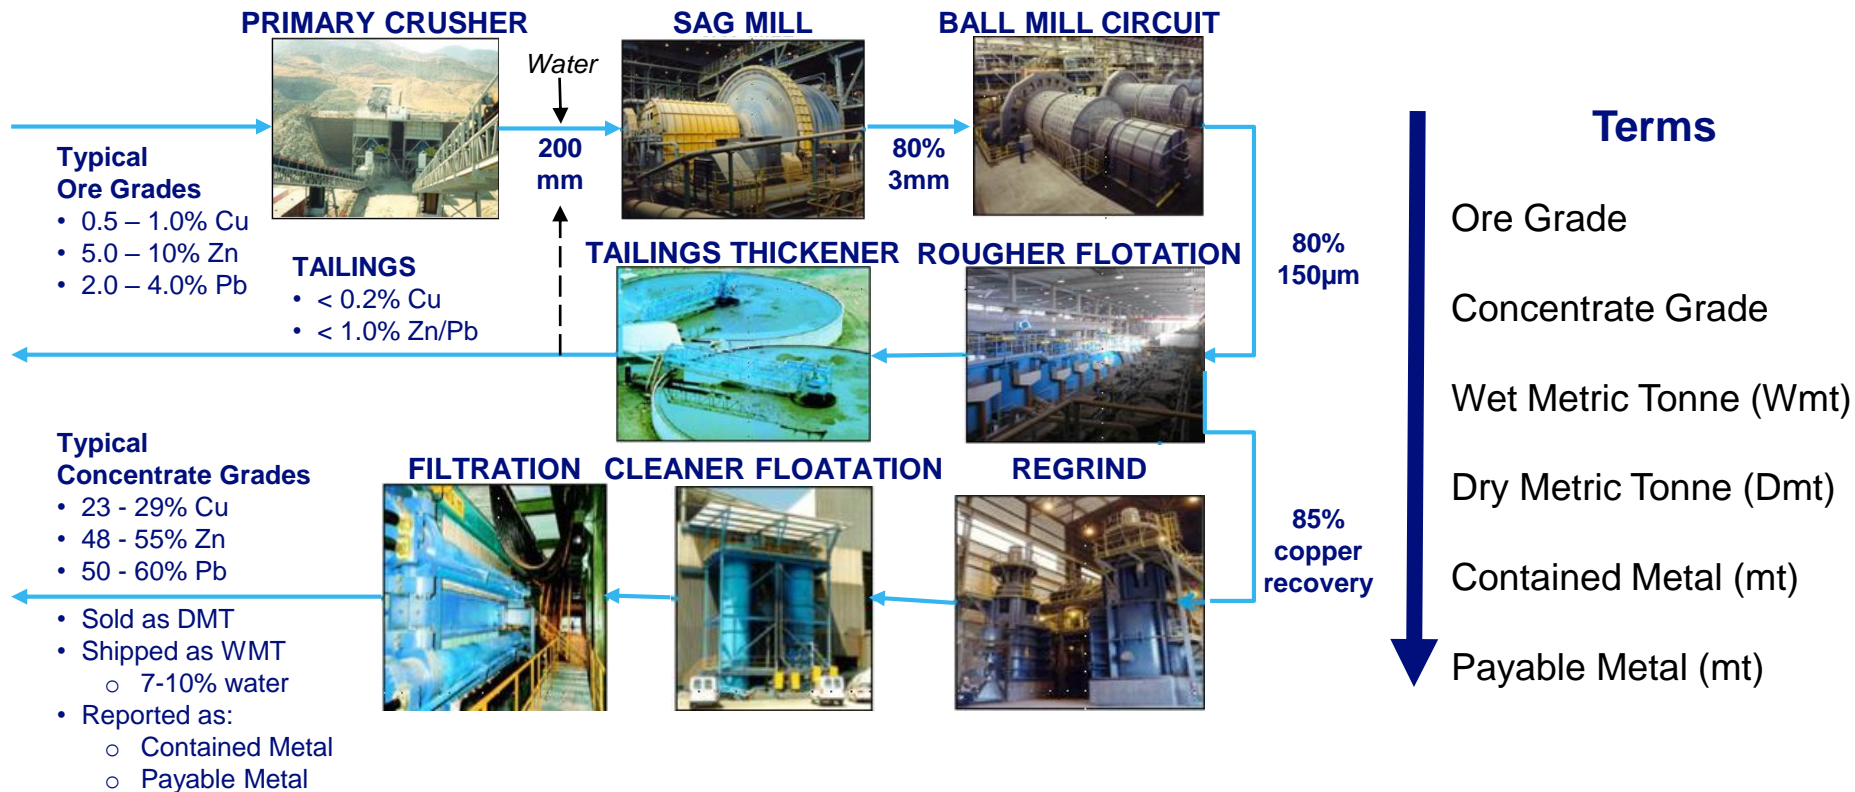 PRIMARY CRUSHER
SAG MILL
BALL MILL CIRCUIT
Water
200
mm
80%
3mm
Typical
Ore Grades
• 0.5 – 1.0% Cu
• 5.0 – 10% Zn
• 2.0 – 4.0% Pb
80%
150µm
TAILINGS THICKENER
ROUGHER FLOTATION
TAILINGS
• < 0.2% Cu
• < 1.0% Zn/Pb
FILTRATION
CLEANER FLOATATION
REGRIND
85%
copper
recovery
Typical
Concentrate Grades
• 23 - 29% Cu
• 48 - 55% Zn
• 50 - 60% Pb
• Sold as DMT
• Shipped as WMT
o 7-10% water
• Reported as:
o Contained Metal
o Payable Metal
Terms
Ore Grade
Concentrate Grade
Wet Metric Tonne (Wmt)
Dry Metric Tonne (Dmt)
Contained Metal (mt)
Payable Metal (mt)